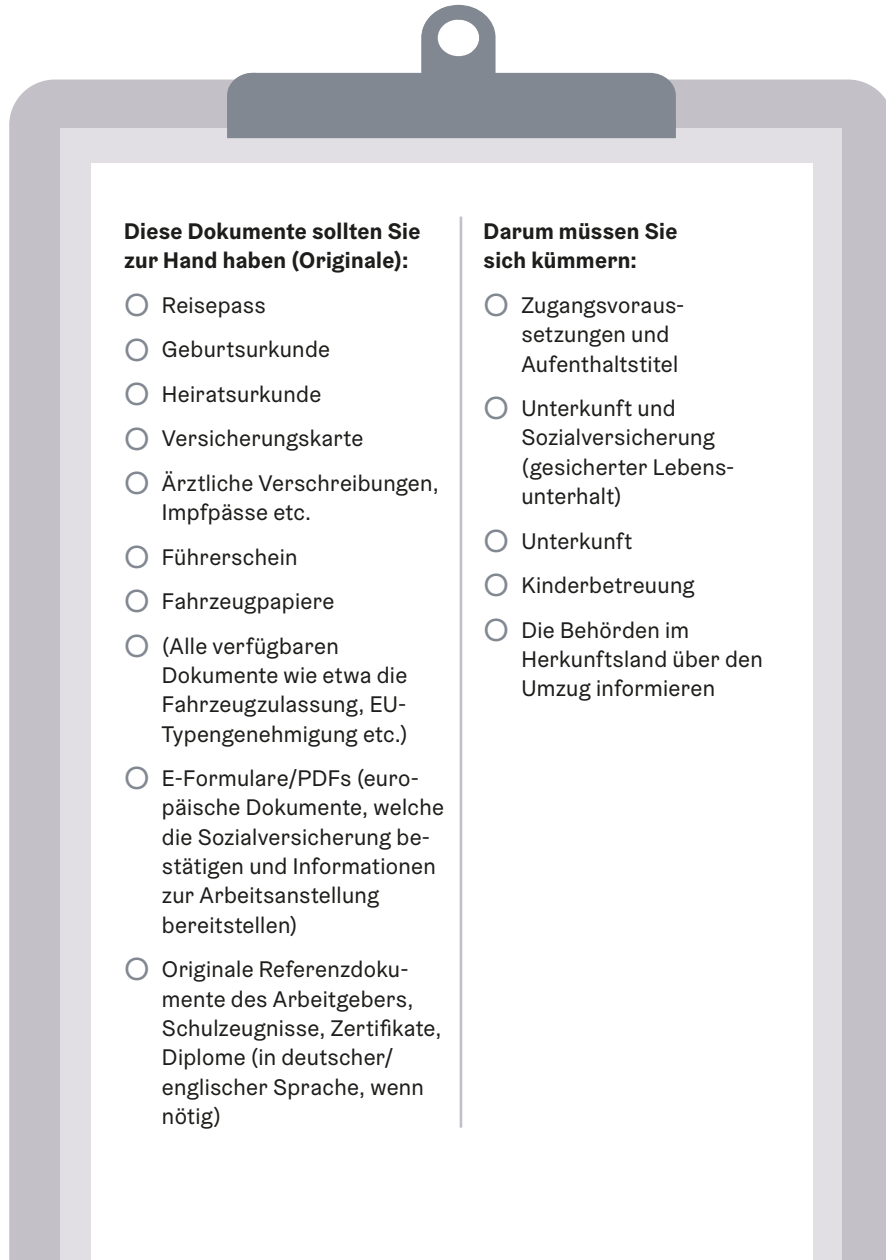 Diese Dokumente sollten Sie
zur Hand haben (Originale):
Reisepass
Geburtsurkunde
Heiratsurkunde
Versicherungskarte
Ärztliche Verschreibungen,
Impfpässe etc.
Führerschein
Fahrzeugpapiere
(Alle verfügbaren
Dokumente wie etwa die
Fahrzeugzulassung, EU-
Typengenehmigung etc.)
E-Formulare/PDFs (euro-
päische Dokumente, welche
die Sozialversicherung be-
stätigen und Informationen
zur Arbeitsanstellung
bereitstellen)
Originale Referenzdoku-
mente des Arbeitgebers,
Schulzeugnisse, Zertifikate,
Diplome (in deutscher/
englischer Sprache, wenn
nötig)
Darum müssen Sie
sich kümmern:
Zugangsvoraus-
setzungen und
Aufenthaltstitel
Unterkunft und
Sozialversicherung
(gesicherter Lebens-
unterhalt)
Unterkunft
Kinderbetreuung
Die Behörden im
Herkunftsland über den
Umzug informieren